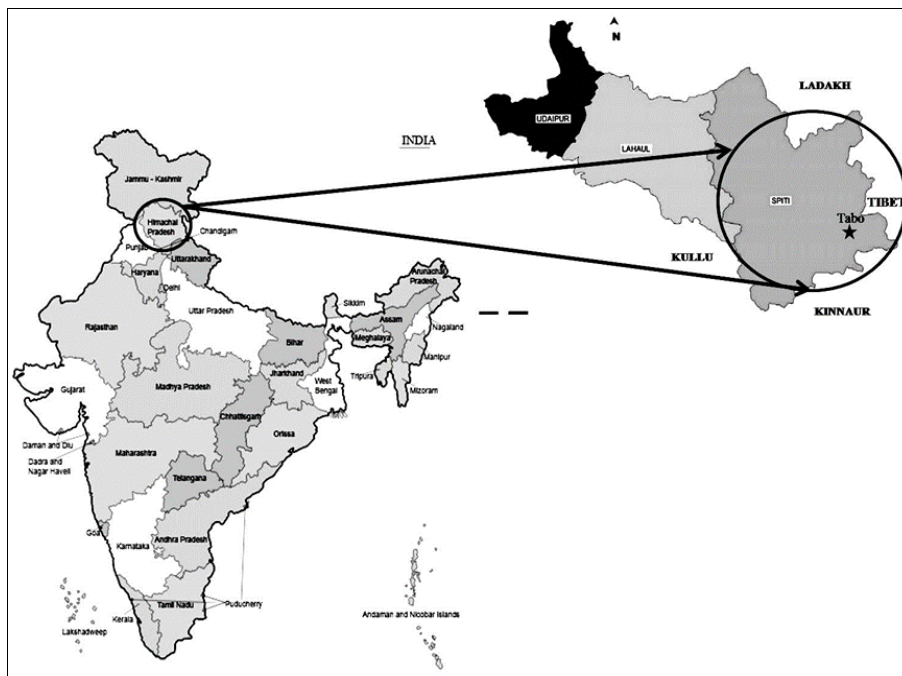 N
LADAKH
UDAIPUR
INDIA
LAHAUL
Jammu - Kashmir
SPITI
TIBET
Tabo
Himachal
Pradesh
Chandigarh
Punjab
Uttarakhand
KULLU
Haryana
Delhi
Arunachal
Pradesh
Sikkim
KINNAUR
Uttar Pradesh
Assam
Rajasthan
Nagaland
Bihar
Meghalaya
Manipur
Jharkhand
Tripura
West
Bengal
Gujarat
Madhya Pradesh
Mizoram
Chhattisgarh
Orissa
Daman and Diu
Maharashtra
Dadra and
Nagar Haveli
Telangana
Goa
Karnataka
Andhra Pradesh
Tamil Nadu
Puducherry
Andaman and Nicobar Islands
Kerala
Lakshadweep